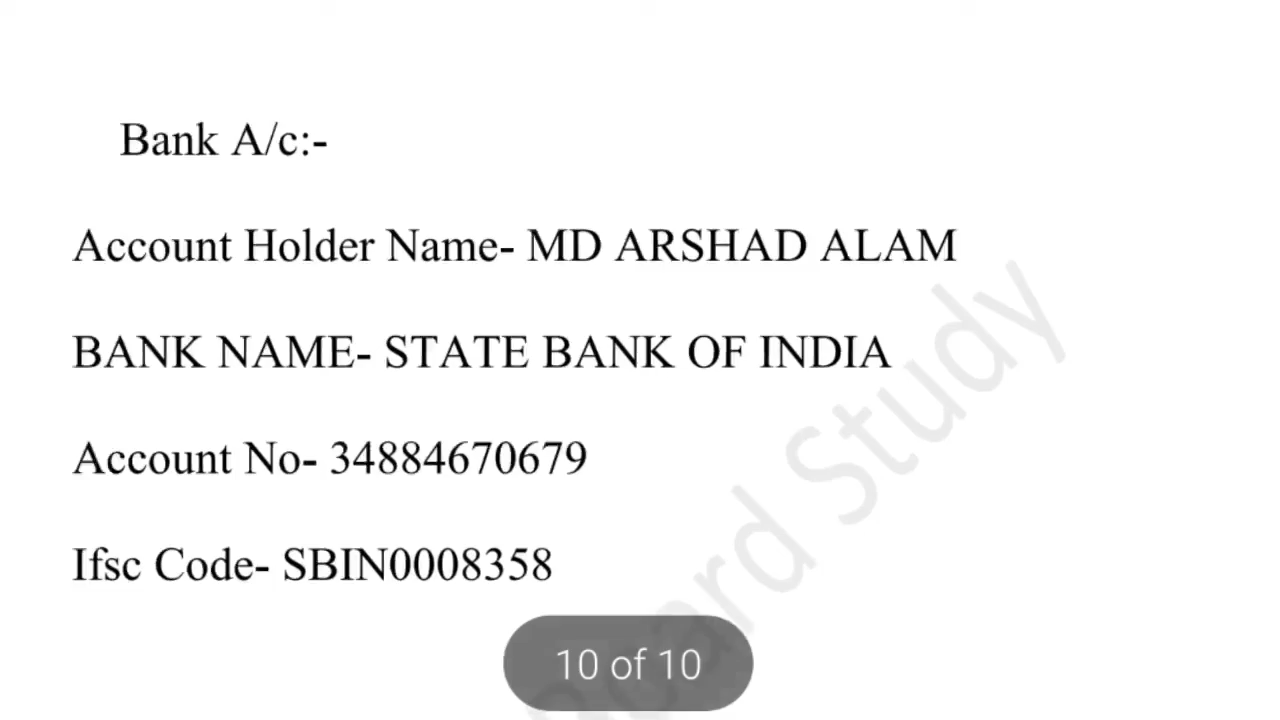 Bank A/c:-
Account Holder Name- MD ARSHAD ALAM
BANK NAME- STATE BANK OF INDIA
Account No- 34884670679
Ifsc Code- SBIN0008358
10 of 10
Board Study